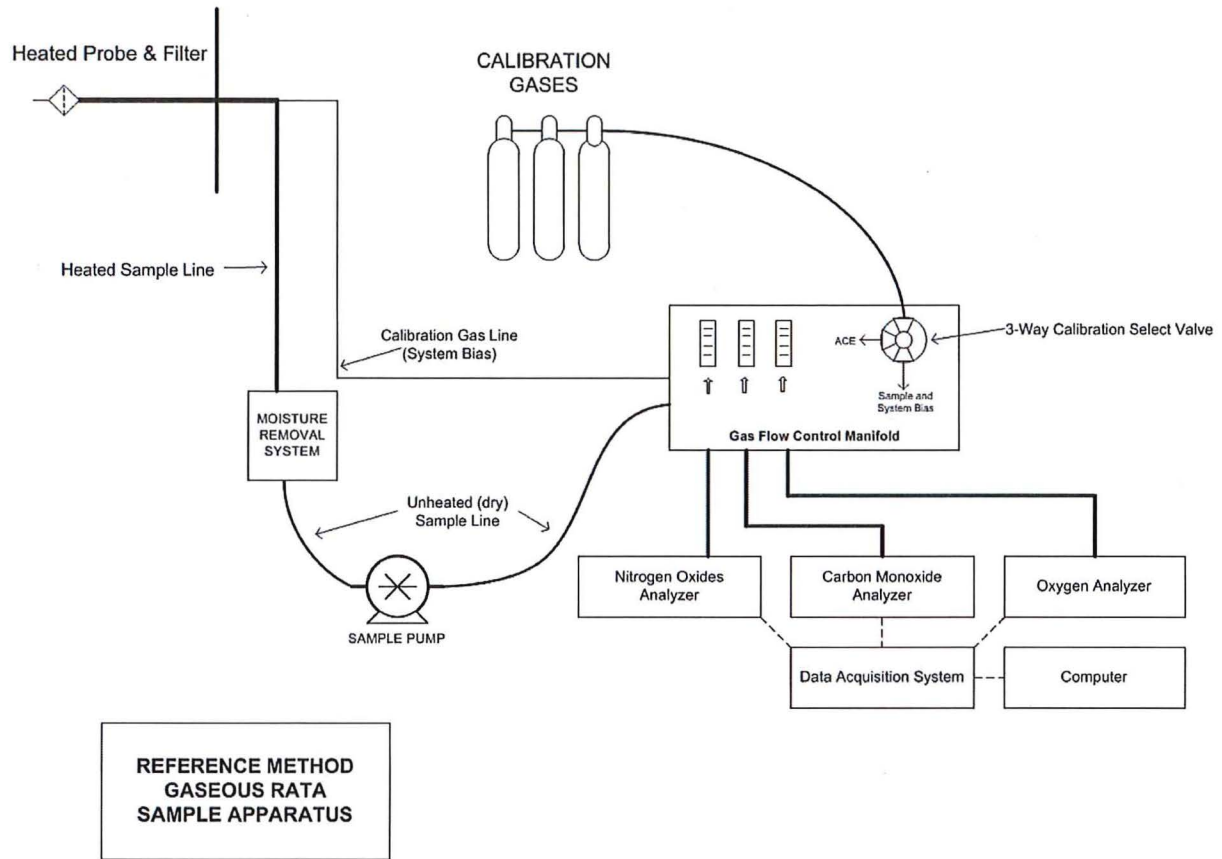 Heated Probe & Filter
CALIBRATION
GASES
Heated Sample Line
Calibration Gas Line
(System Bias)
ACE
3-Way Calibration Select Valve
Sample and
System Bias
Gas Flow Control Manifold
MOISTURE
REMOVAL
SYSTEM
Unheated (dry)
Sample Line
SAMPLE PUMP
Nitrogen Oxides
Analyzer
Carbon Monoxide
Analyzer
Oxygen Analyzer
Data Acquisition System
Computer
REFERENCE METHOD
GASEOUS RATA
SAMPLE APPARATUS